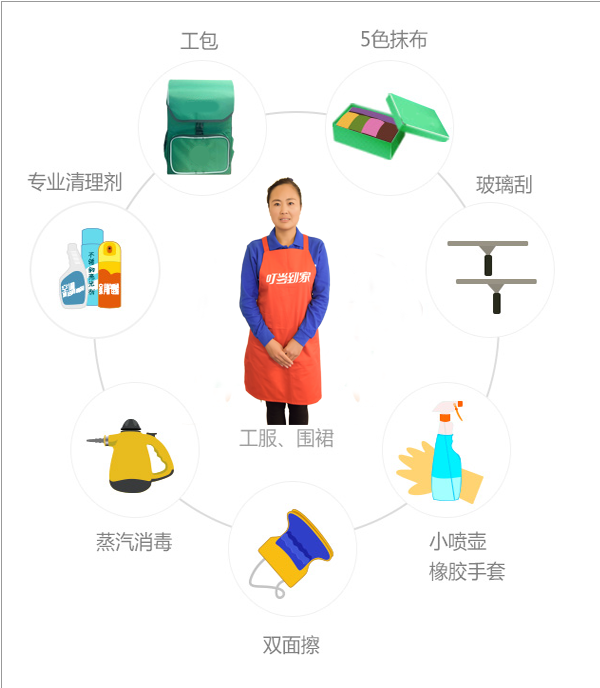 工包
5色抹布
专业清理剂
玻璃刮
叮当到家
工服、围裙
蒸汽消毒
小喷壶
橡胶手套
双面擦